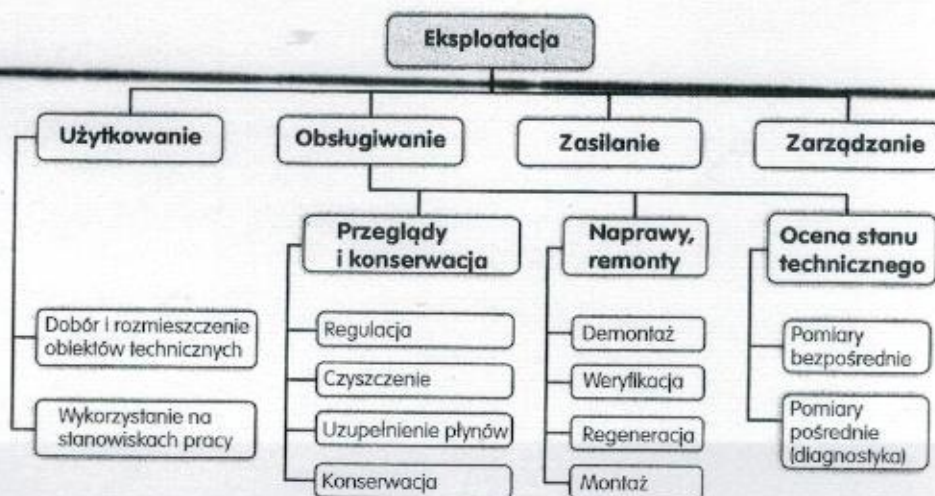 Eksploatacja
Użytkowanie
Obsługiwanie
Zasilanie
Zarządzanie
Przeglądy
i konserwacja
Naprawy,
remonty
Ocena stanu
technicznego
Dobór i rozmieszczenie
obiektów technicznych
Wykorzystanie na
stanowiskach pracy
Regulacja
Czyszczenie
Uzupełnienie płynów
Konserwacja
Demontaż
Weryfikacja
Regeneracja
Montaż
Pomiary
bezpośrednie
Pomiary
pośrednie
(diagnostyka)